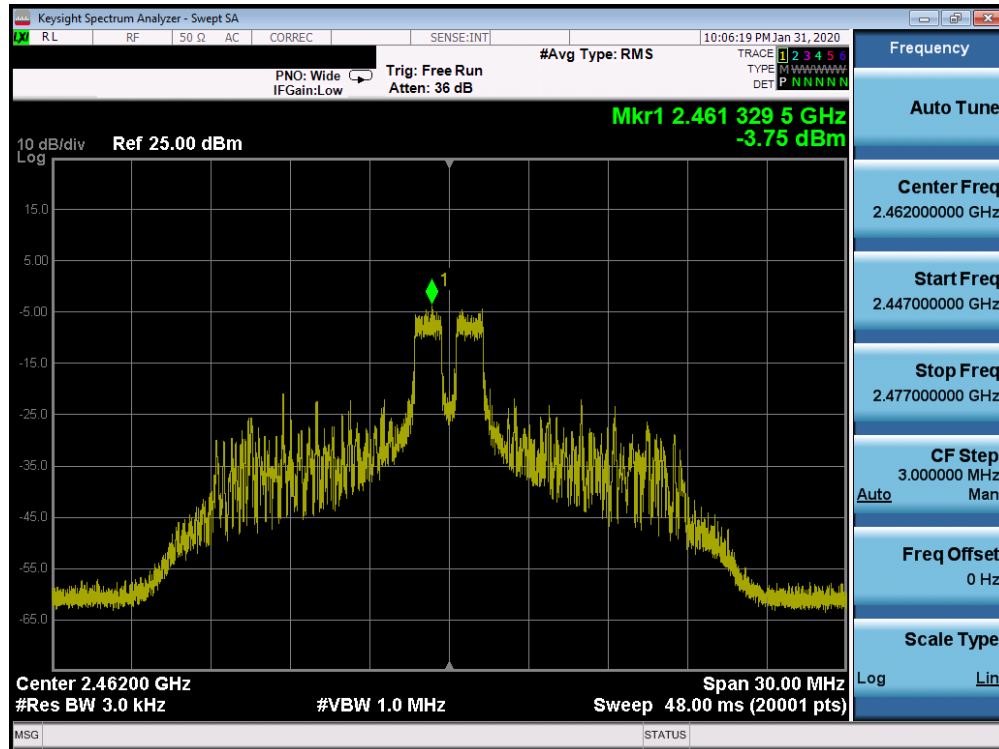 Keysight Spectrum Analyzer - Swept SA
LXI RL RF 50 Ω AC CORREC SENSE:INT 10:06:19 PM Jan 31, 2020
#Avg Type: RMS
TRACE 1 2 3 4 5 6
TYPE M W W W W W
DET P N N N N N
PNO: Wide
IFGain:Low
Trig: Free Run
Atten: 36 dB
Mkr1 2.461 329 5 GHz
-3.75 dBm
10 dB/div Ref 25.00 dBm
Log
15.0
5.00
1
-5.00
-15.0
-25.0
-35.0
-45.0
-55.0
-65.0
Center 2.46200 GHz Span 30.00 MHz
#Res BW 3.0 kHz #VBW 1.0 MHz Sweep 48.00 ms (20001 pts)
MSG STATUS
Frequency
Auto Tune
Center Freq
2.462000000 GHz
Start Freq
2.447000000 GHz
Stop Freq
2.477000000 GHz
CF Step
3.000000 MHz
Auto Man
Freq Offset
0 Hz
Scale Type
Log Lin